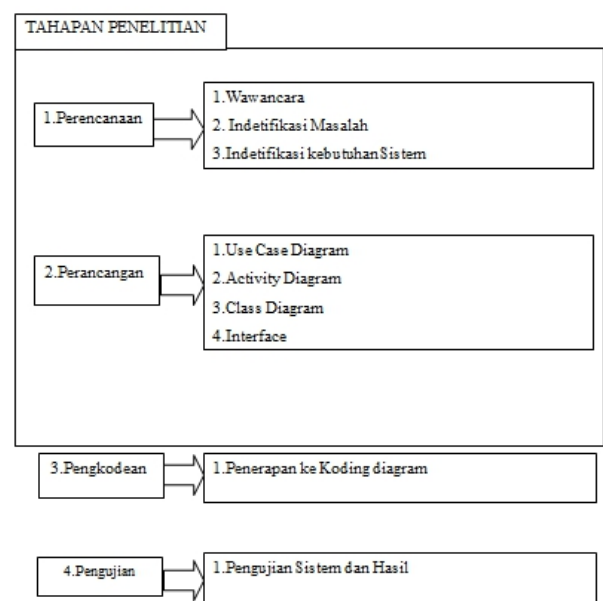 TAHAPAN PENELITIAN
1.Perencanaan
1.Wawancara
2. Indetifikasi Masalah
3.Indetifikasi kebutuhan Sistem
2.Perancangan
1.Use Case Diagram
2.Activity Diagram
3.Class Diagram
4.Interface
3.Pengkodean
1.Penerapan ke Koding diagram
4.Pengujian
1.Pengujian Sistem dan Hasil